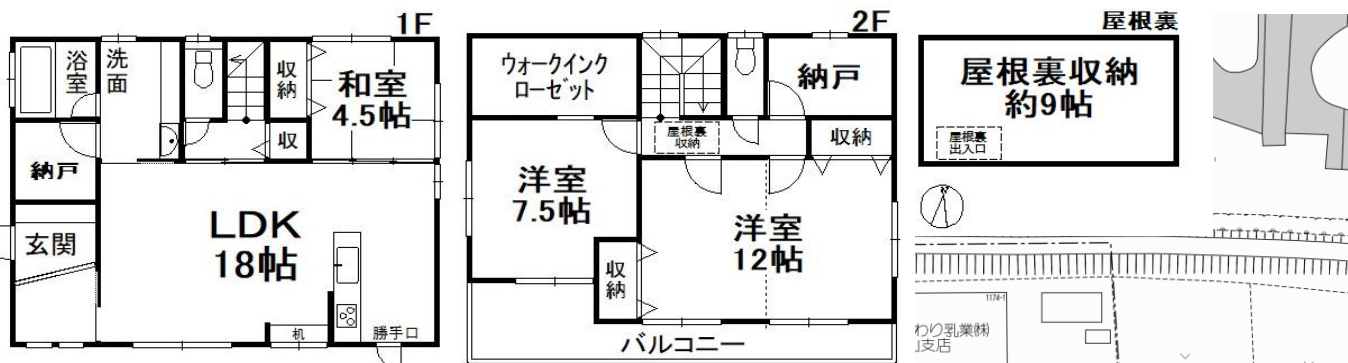 1F
浴室
洗面
収納
和室
4.5帖
収
納戸
玄関
LDK
18帖
机
勝手口
2F
ウォークイン
クローゼット
納戸
屋根裏
収納
収納
洋室
7.5帖
収納
洋室
12帖
バルコニー
屋根裏
屋根裏収納
約9帖
屋根裏
出入口
1174-1
わり乳業㈱
支店